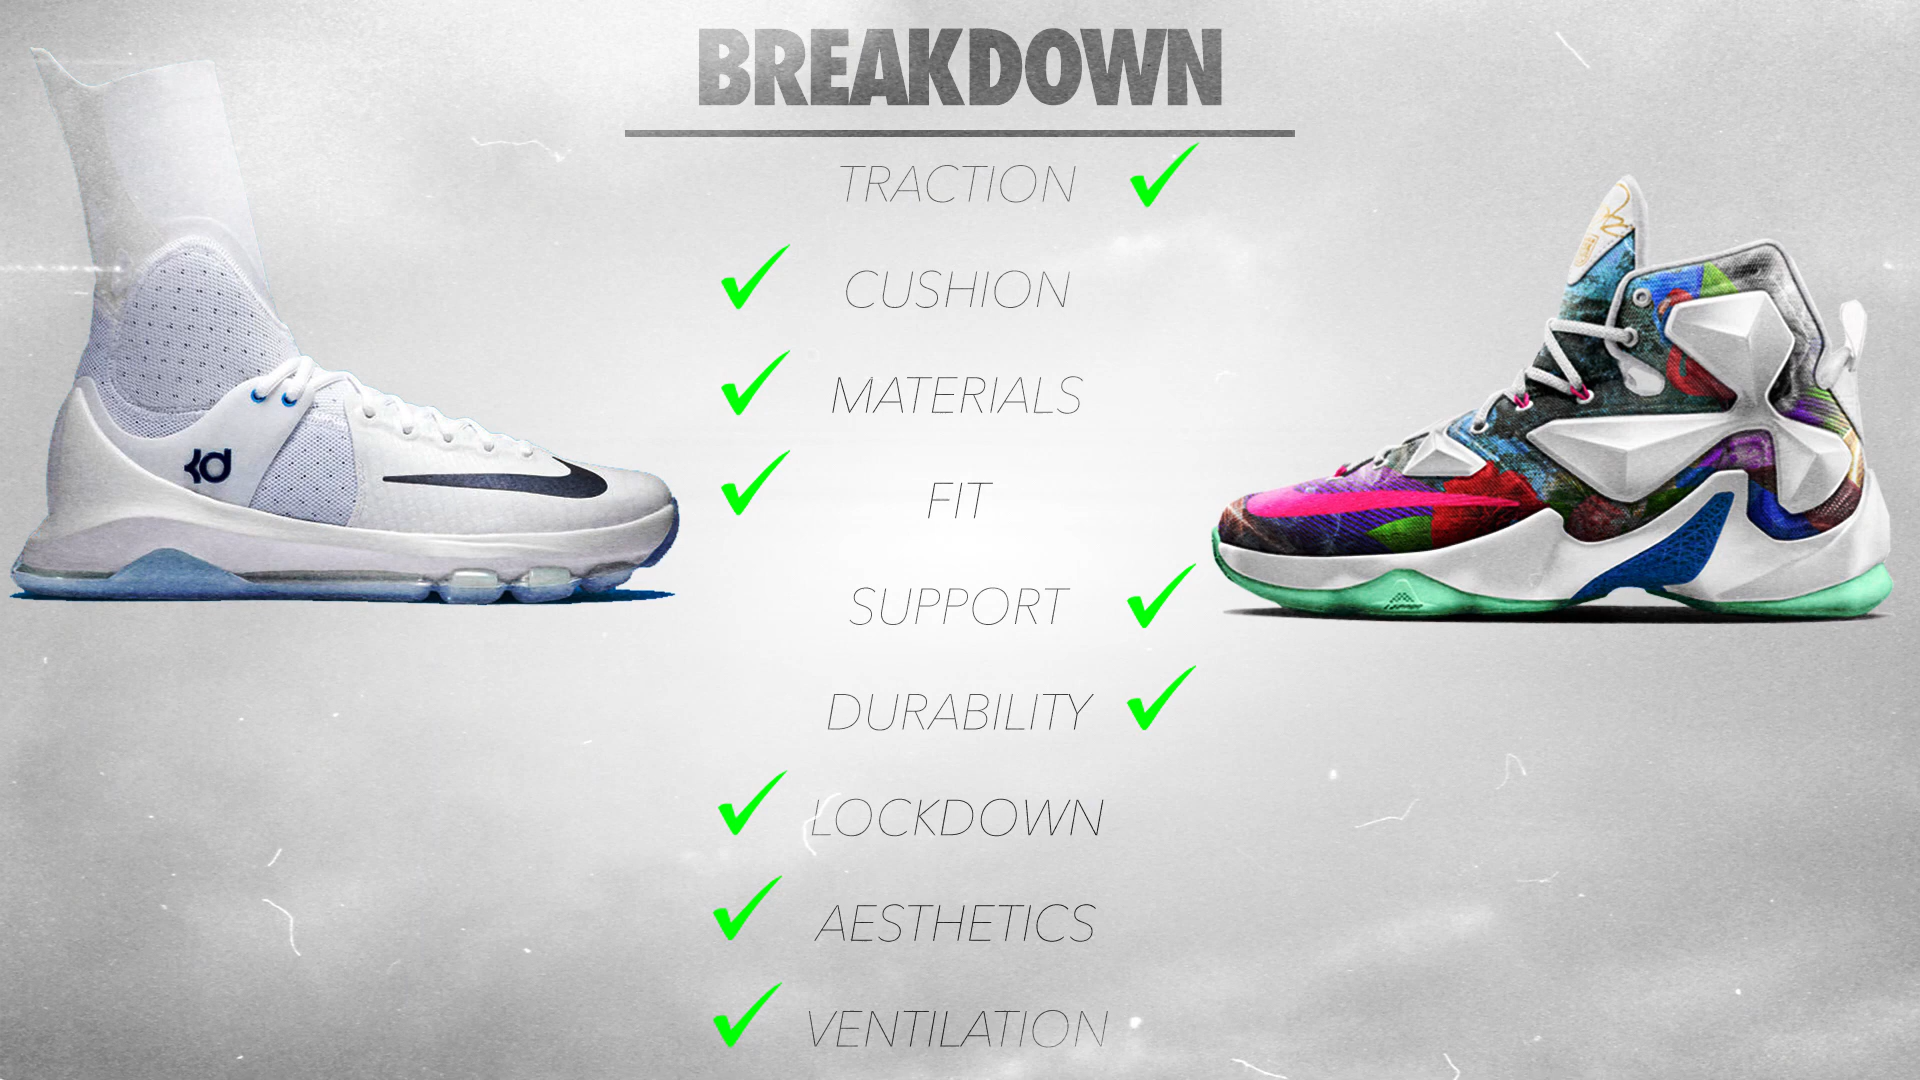 BREAKDOWN
TRACTION
CUSHION
MATERIALS
FIT
SUPPORT
DURABILITY
LOCKDOWN
AESTHETICS
VENTILATION